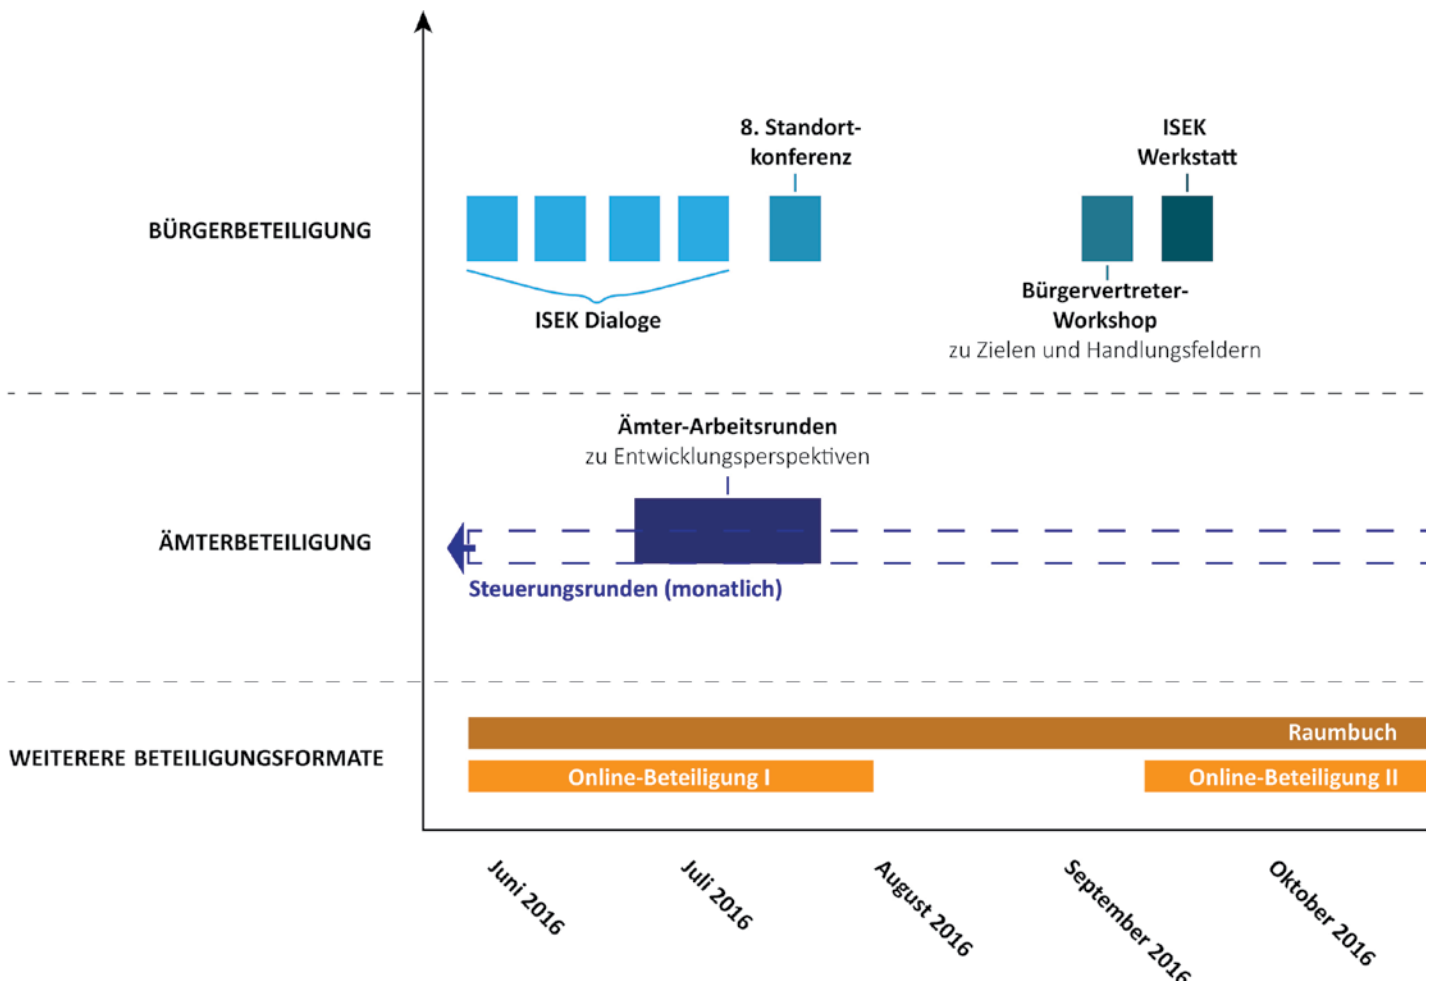 8. Standort-
konferenz
ISEK
Werkstatt
BÜRGERBETEILIGUNG
ISEK Dialoge
Bürgervertreter-
Workshop
zu Zielen und Handlungsfeldern
Ämter-Arbeitsrunden
zu Entwicklungsperspektiven
ÄMTERBETEILIGUNG
Steuerungsrunden (monatlich)
WEITERERE BETEILIGUNGSFORMATE
Raumbuch
Online-Beteiligung I
Online-Beteiligung II
Juni 2016
Juli 2016
August 2016
September 2016
Oktober 2016